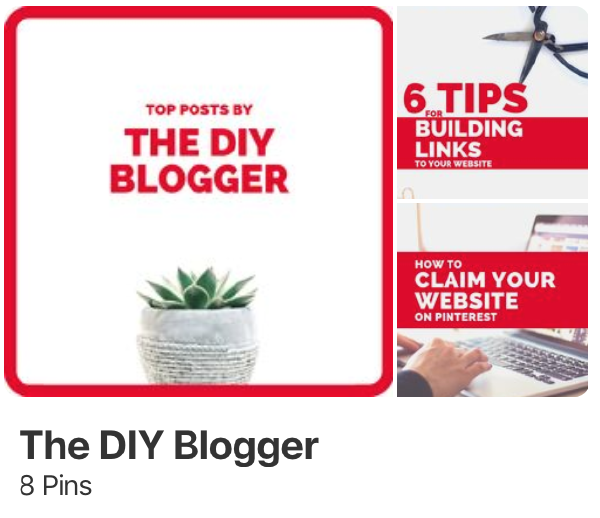 TOP POSTS BY
THE DIY
BLOGGER
6 TIPS
FOR
BUILDING
LINKS
TO YOUR WEBSITE
HOW TO
CLAIM YOUR
WEBSITE
ON PINTEREST
The DIY Blogger
8 Pins